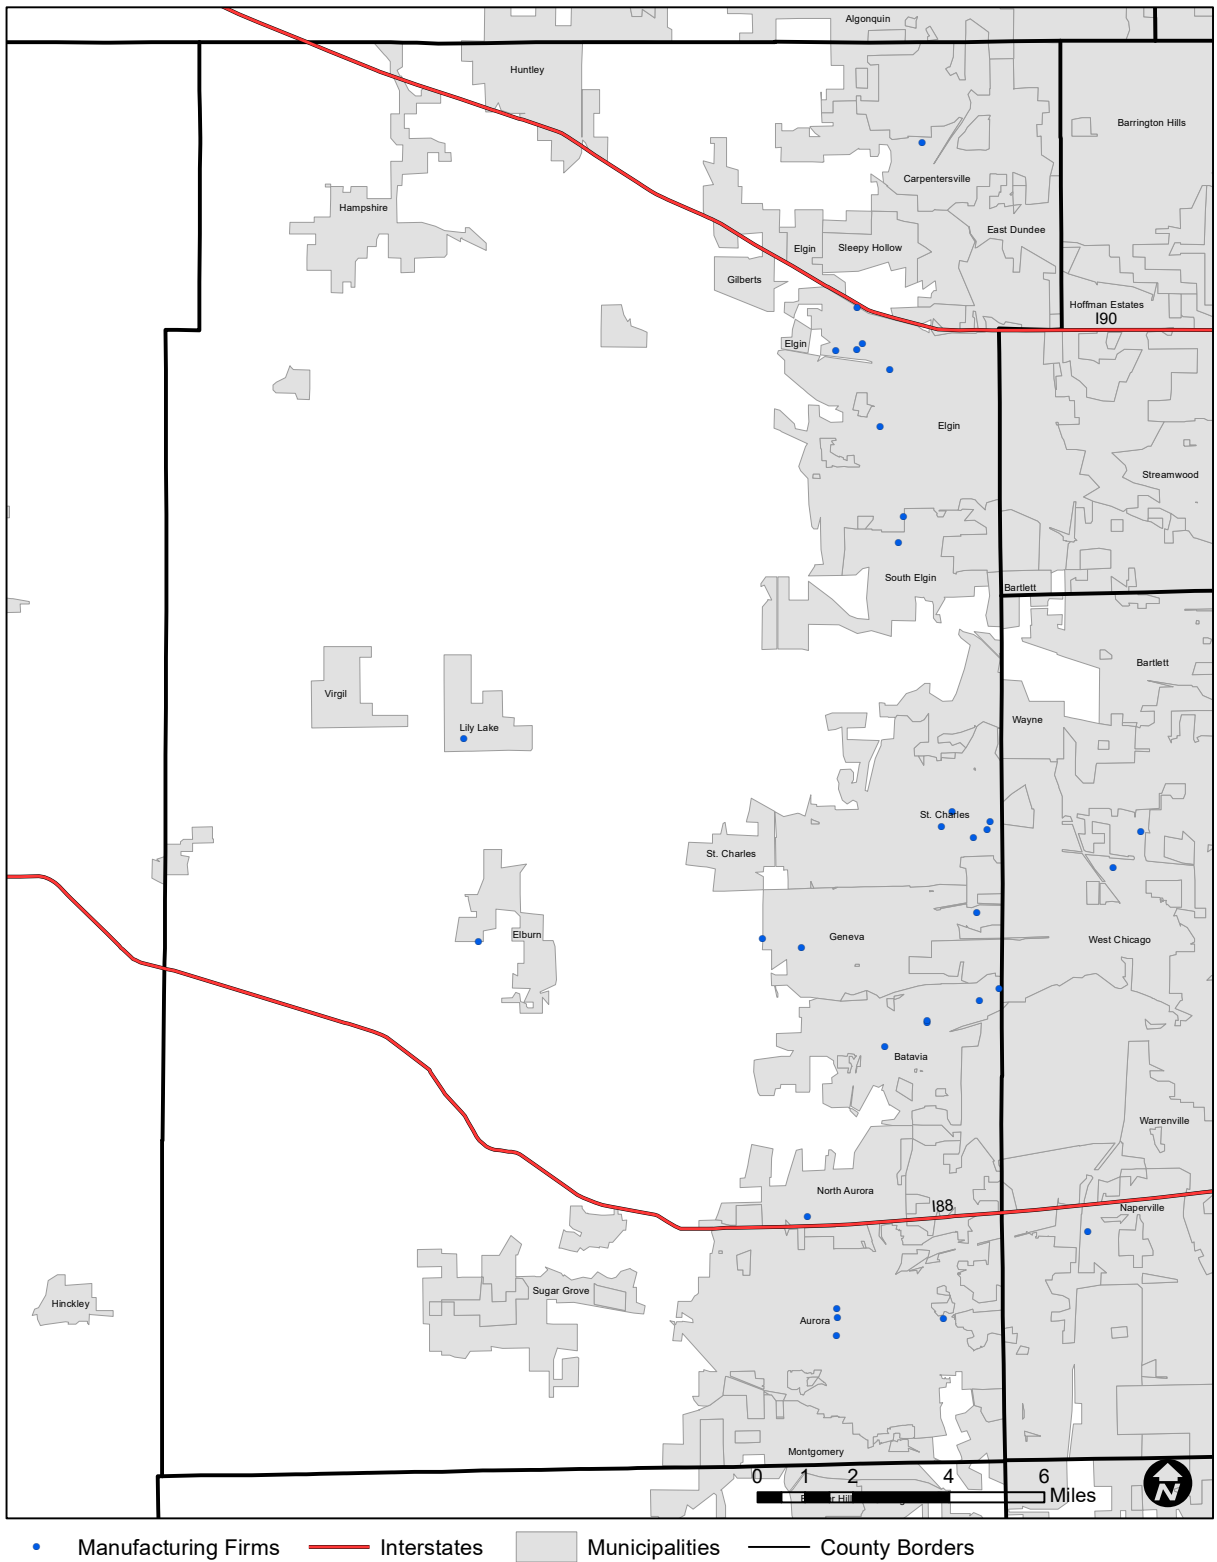 Algonquin
Huntley
Barrington Hills
Carpentersville
Hampshire
East Dundee
Elgin
Sleepy Hollow
Gilberts
Hoffman Estates
I90
Elgin
Elgin
Streamwood
South Elgin
Bartlett
Bartlett
Virgil
Wayne
Lily Lake
St. Charles
St. Charles
Elburn
Geneva
West Chicago
Batavia
Warrenville
North Aurora
I88
Naperville
Sugar Grove
Hinckley
Aurora
Montgomery
0 1 2 4 6
Miles
N
Manufacturing Firms Interstates Municipalities County Borders